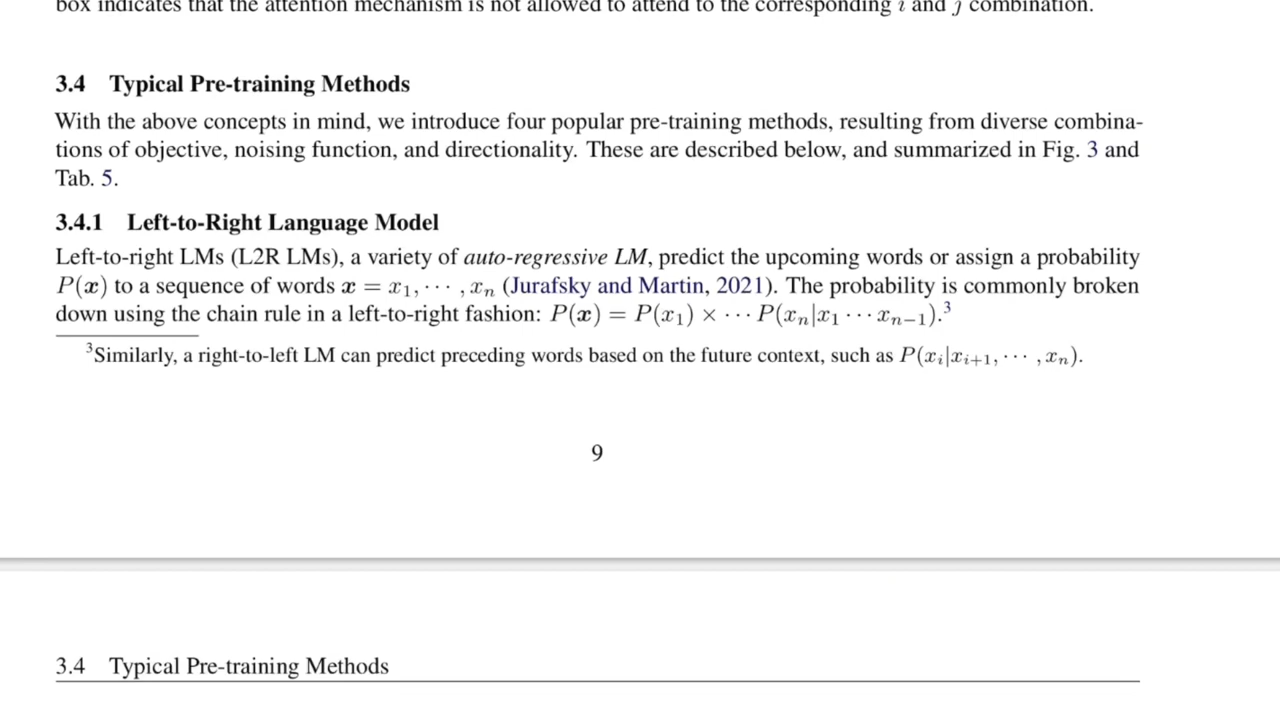 box indicates that the attention mechanism is not allowed to attend to the corresponding i and j combination.
3.4 Typical Pre-training Methods
With the above concepts in mind, we introduce four popular pre-training methods, resulting from diverse combina-
tions of objective, noising function, and directionality. These are described below, and summarized in Fig. 3 and
Tab. 5.
3.4.1 Left-to-Right Language Model
Left-to-right LMs (L2R LMs), a variety of auto-regressive LM, predict the upcoming words or assign a probability
P(x) to a sequence of words x = x₁, ··· , xₙ (Jurafsky and Martin, 2021). The probability is commonly broken
down using the chain rule in a left-to-right fashion: P(x) = P(x₁) × ··· P(xₙ|x₁ ··· xₙ₋₁).³
³Similarly, a right-to-left LM can predict preceding words based on the future context, such as P(xᵢ|xᵢ₊₁, ··· , xₙ).
9
3.4 Typical Pre-training Methods